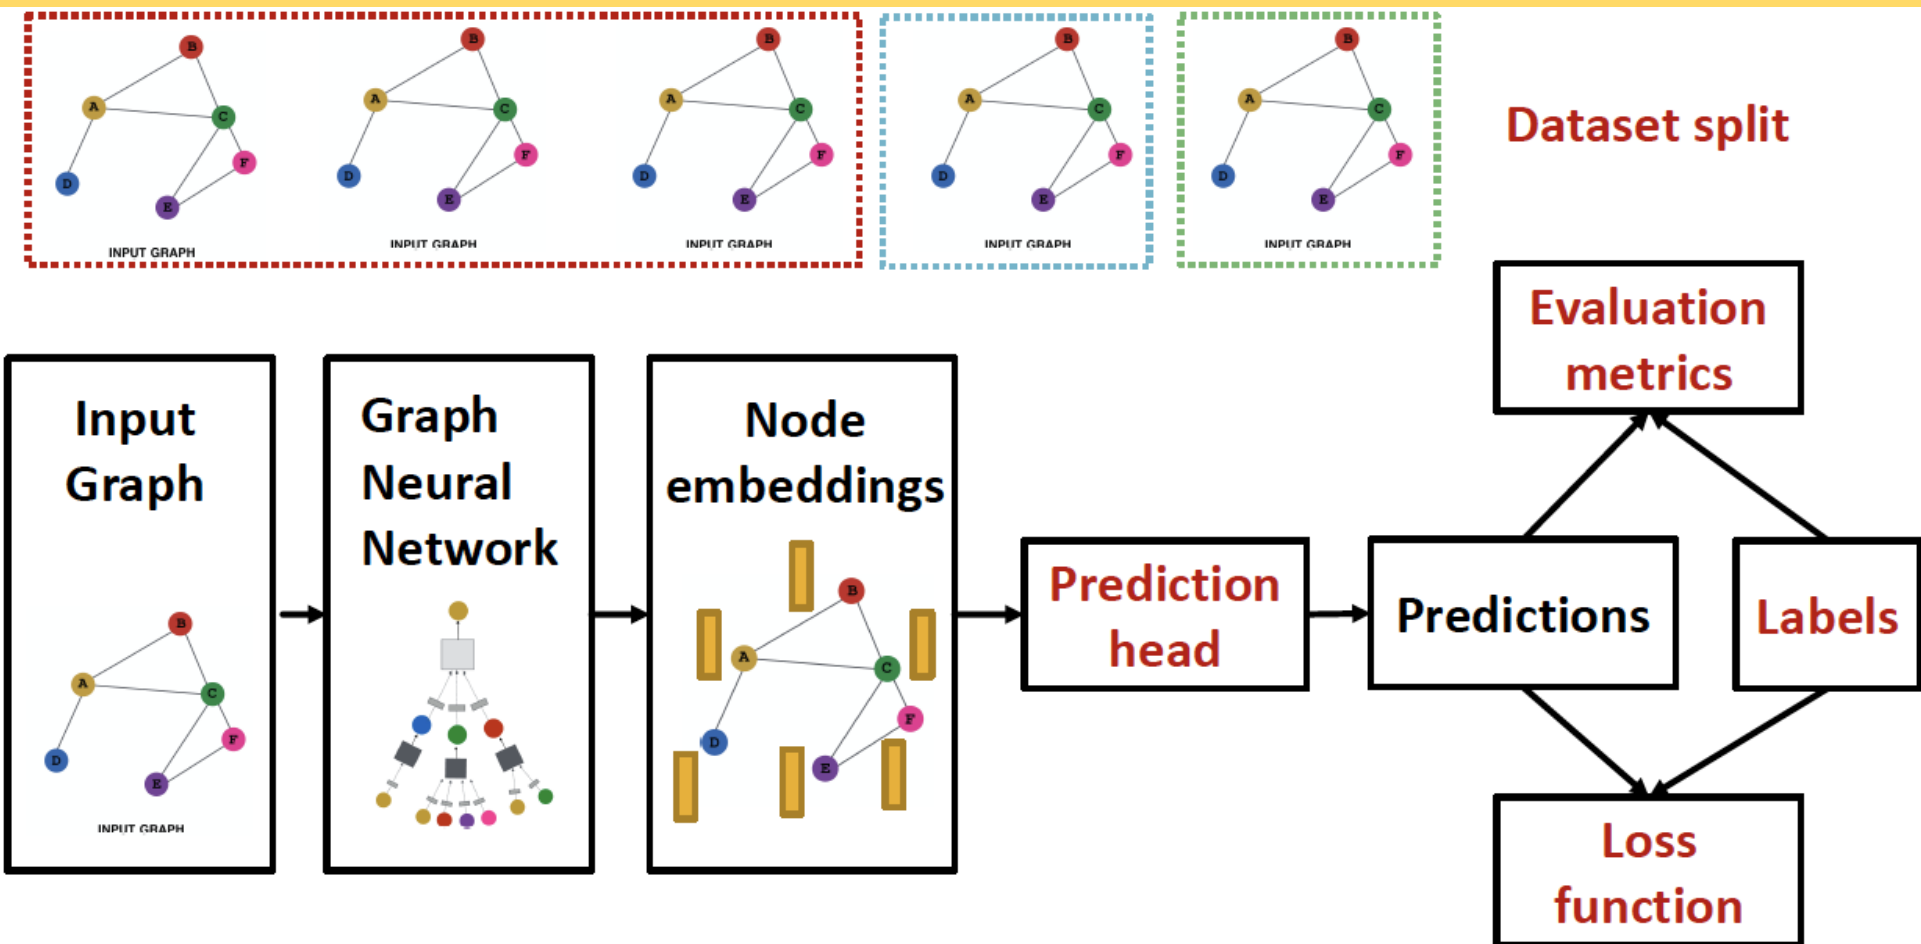 B
A
C
F
D
E
INPUT GRAPH
B
A
C
F
D
E
INPUT GRAPH
B
A
C
F
D
E
INPUT GRAPH
B
A
C
F
D
E
INPUT GRAPH
B
A
C
F
D
E
INPUT GRAPH
Dataset split
Input
Graph
B
A
C
F
D
E
INPUT GRAPH
Graph
Neural
Network
Node
embeddings
B
A
C
F
D
E
Prediction
head
Predictions
Labels
Evaluation
metrics
Loss
function